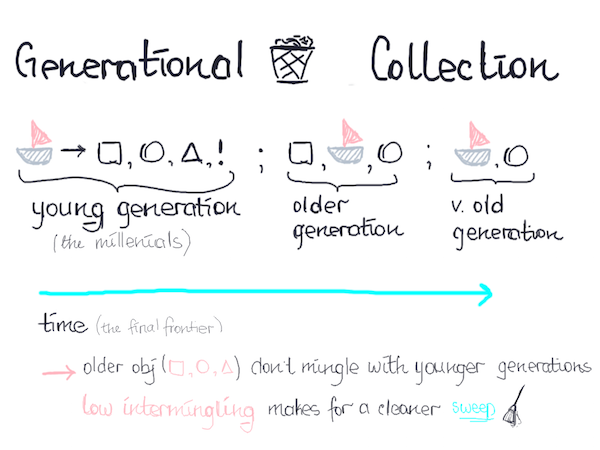 Generational Collection
→ □, ○, △, ! ; □, , ○ ; , ○
young generation older generation v. old generation
(the millenials)
time (the final frontier)
→ older obj (□, ○, △) don't mingle with younger generations
low intermingling makes for a cleaner sweep